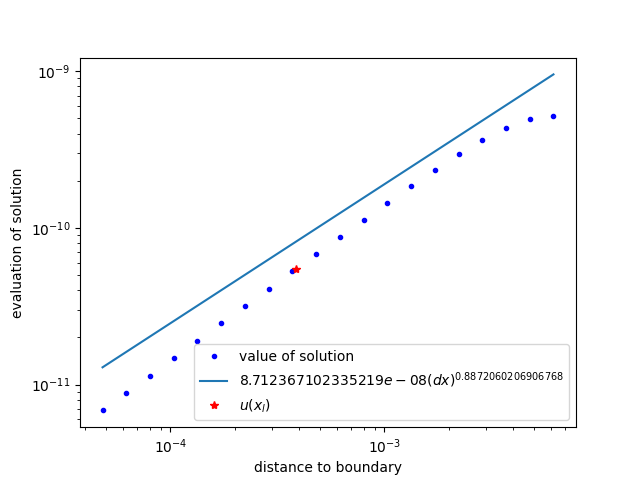 10⁻⁹
10⁻¹⁰
10⁻¹¹
evaluation of solution
value of solution
8.712367102335219e − 08(dx)^0.8872060206906768
u(x_l)
10⁻⁴
10⁻³
distance to boundary